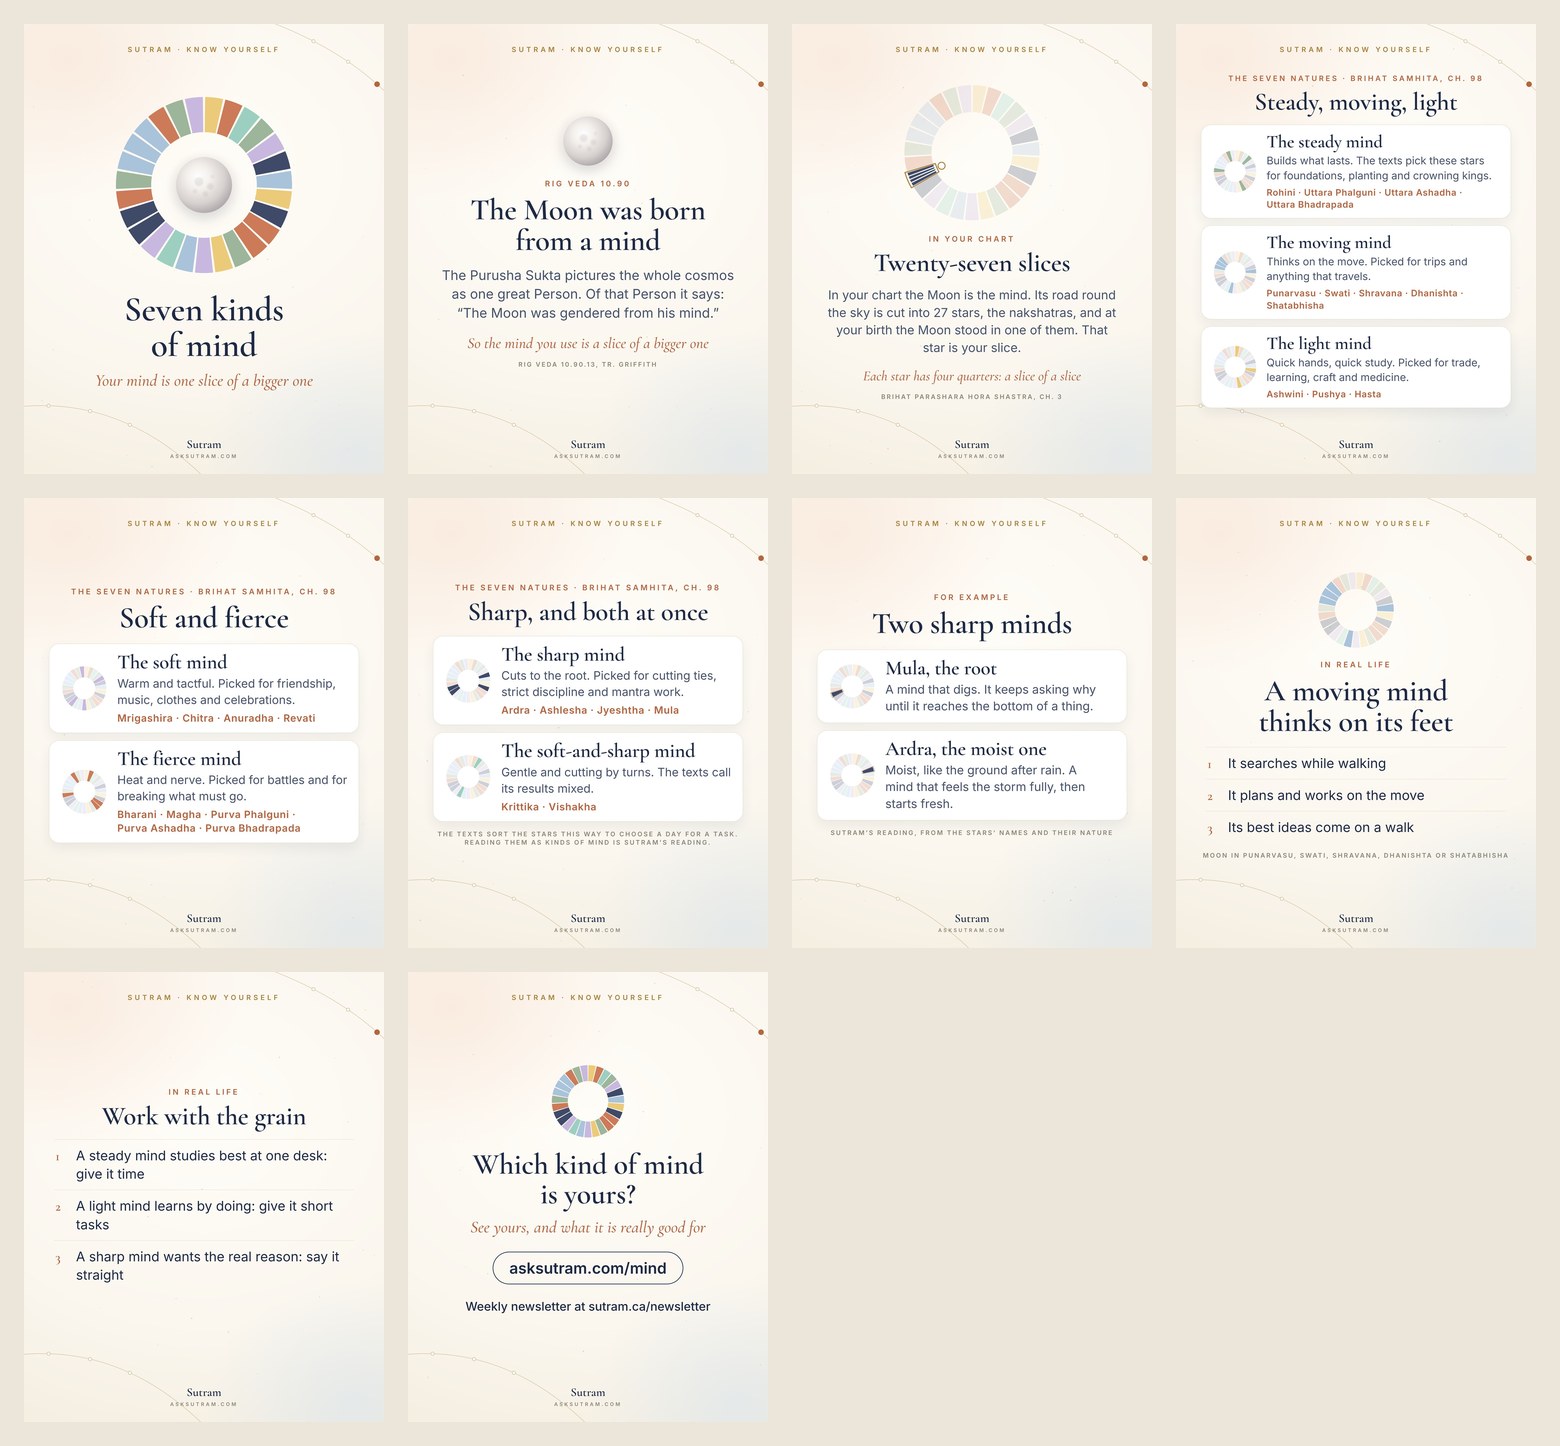 SUTRAM · KNOW YOURSELF
Seven kinds
of mind
Your mind is one slice of a bigger one
Sutram
ASKSUTRAM.COM
SUTRAM · KNOW YOURSELF
RIG VEDA 10.90
The Moon was born
from a mind
The Purusha Sukta pictures the whole cosmos
as one great Person. Of that Person it says:
“The Moon was gendered from his mind.”
So the mind you use is a slice of a bigger one
RIG VEDA 10.90.13, TR. GRIFFITH
Sutram
ASKSUTRAM.COM
SUTRAM · KNOW YOURSELF
IN YOUR CHART
Twenty-seven slices
In your chart the Moon is the mind. Its road round
the sky is cut into 27 stars, the nakshatras, and at
your birth the Moon stood in one of them. That
star is your slice.
Each star has four quarters: a slice of a slice
BRIHAT PARASHARA HORA SHASTRA, CH. 3
Sutram
ASKSUTRAM.COM
SUTRAM · KNOW YOURSELF
THE SEVEN NATURES · BRIHAT SAMHITA, CH. 98
Steady, moving, light
The steady mind
Builds what lasts. The texts pick these stars
for foundations, planting and crowning kings.
Rohini · Uttara Phalguni · Uttara Ashadha ·
Uttara Bhadrapada
The moving mind
Thinks on the move. Picked for trips and
anything that travels.
Punarvasu · Swati · Shravana · Dhanishta ·
Shatabhisha
The light mind
Quick hands, quick study. Picked for trade,
learning, craft and medicine.
Ashwini · Pushya · Hasta
Sutram
ASKSUTRAM.COM
SUTRAM · KNOW YOURSELF
THE SEVEN NATURES · BRIHAT SAMHITA, CH. 98
Soft and fierce
The soft mind
Warm and tactful. Picked for friendship,
music, clothes and celebrations.
Mrigashira · Chitra · Anuradha · Revati
The fierce mind
Heat and nerve. Picked for battles and for
breaking what must go.
Bharani · Magha · Purva Phalguni ·
Purva Ashadha · Purva Bhadrapada
Sutram
ASKSUTRAM.COM
SUTRAM · KNOW YOURSELF
THE SEVEN NATURES · BRIHAT SAMHITA, CH. 98
Sharp, and both at once
The sharp mind
Cuts to the root. Picked for cutting ties,
strict discipline and mantra work.
Ardra · Ashlesha · Jyeshtha · Mula
The soft-and-sharp mind
Gentle and cutting by turns. The texts call
its results mixed.
Krittika · Vishakha
THE TEXTS SORT THE STARS THIS WAY TO CHOOSE A DAY FOR A TASK.
READING THEM AS KINDS OF MIND IS SUTRAM'S READING.
Sutram
ASKSUTRAM.COM
SUTRAM · KNOW YOURSELF
FOR EXAMPLE
Two sharp minds
Mula, the root
A mind that digs. It keeps asking why
until it reaches the bottom of a thing.
Ardra, the moist one
Moist, like the ground after rain. A
mind that feels the storm fully, then
starts fresh.
SUTRAM'S READING, FROM THE STARS' NAMES AND THEIR NATURE
Sutram
ASKSUTRAM.COM
SUTRAM · KNOW YOURSELF
IN REAL LIFE
A moving mind
thinks on its feet
1 It searches while walking
2 It plans and works on the move
3 Its best ideas come on a walk
MOON IN PUNARVASU, SWATI, SHRAVANA, DHANISHTA OR SHATABHISHA
Sutram
ASKSUTRAM.COM
SUTRAM · KNOW YOURSELF
IN REAL LIFE
Work with the grain
1 A steady mind studies best at one desk:
give it time
2 A light mind learns by doing: give it short
tasks
3 A sharp mind wants the real reason: say it
straight
Sutram
ASKSUTRAM.COM
SUTRAM · KNOW YOURSELF
Which kind of mind
is yours?
See yours, and what it is really good for
asksutram.com/mind
Weekly newsletter at sutram.ca/newsletter
Sutram
ASKSUTRAM.COM